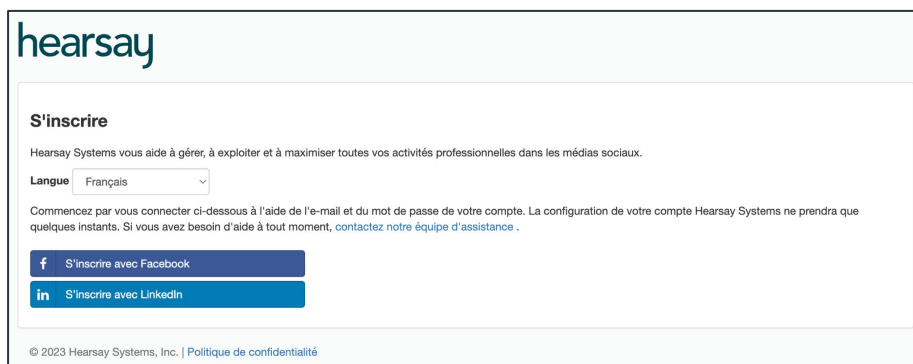 hearsay
S'inscrire
Hearsay Systems vous aide à gérer, à exploiter et à maximiser toutes vos activités professionnelles dans les médias sociaux.
Langue Français
Commencez par vous connecter ci-dessous à l'aide de l'e-mail et du mot de passe de votre compte. La configuration de votre compte Hearsay Systems ne prendra que
quelques instants. Si vous avez besoin d'aide à tout moment, contactez notre équipe d'assistance .
S'inscrire avec Facebook
in S'inscrire avec LinkedIn
© 2023 Hearsay Systems, Inc. | Politique de confidentialité